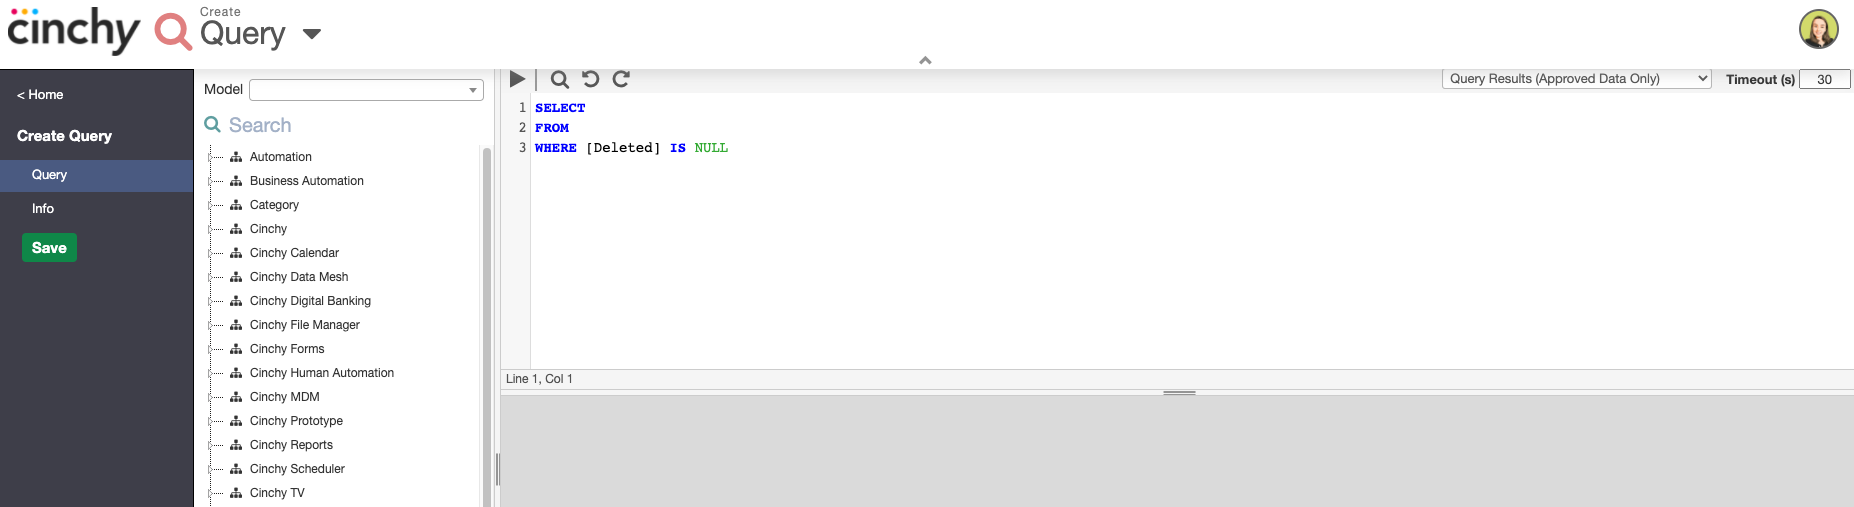 cinchy
Create
Query
< Home
Create Query
Query
Info
Save
Model
Search
Automation
Business Automation
Category
Cinchy
Cinchy Calendar
Cinchy Data Mesh
Cinchy Digital Banking
Cinchy File Manager
Cinchy Forms
Cinchy Human Automation
Cinchy MDM
Cinchy Prototype
Cinchy Reports
Cinchy Scheduler
Cinchy TV
Query Results (Approved Data Only)
Timeout (s) 30
1 SELECT
2 FROM
3 WHERE [Deleted] IS NULL
Line 1, Col 1